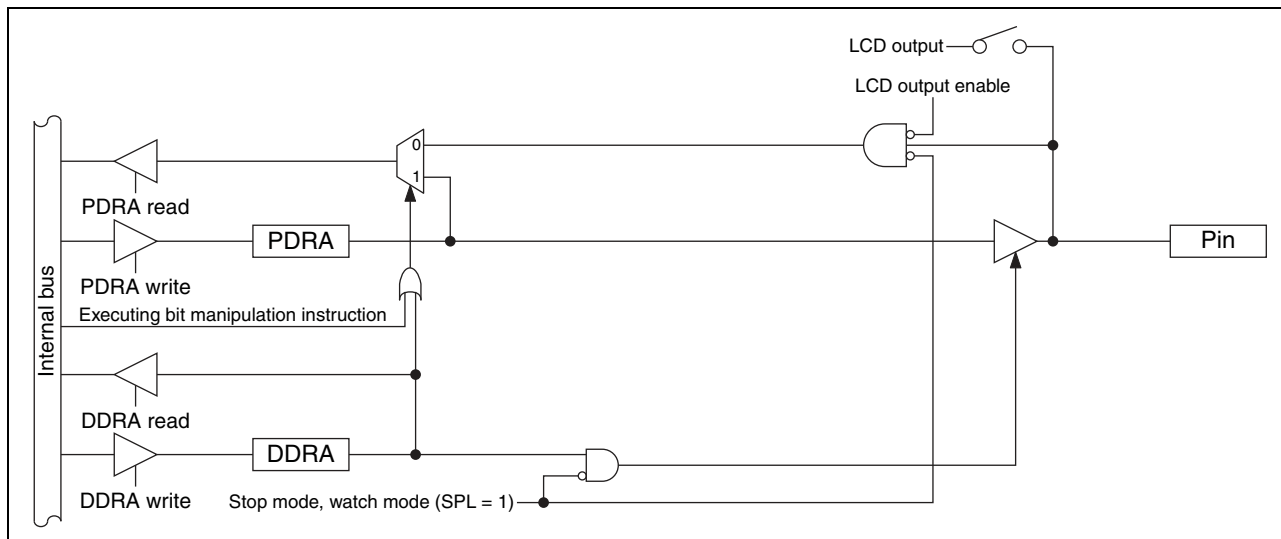 LCD output
LCD output enable
0
1
PDRA read
PDRA
Pin
PDRA write
Internal bus
Executing bit manipulation instruction
DDRA read
DDRA
Stop mode, watch mode (SPL = 1)
DDRA write